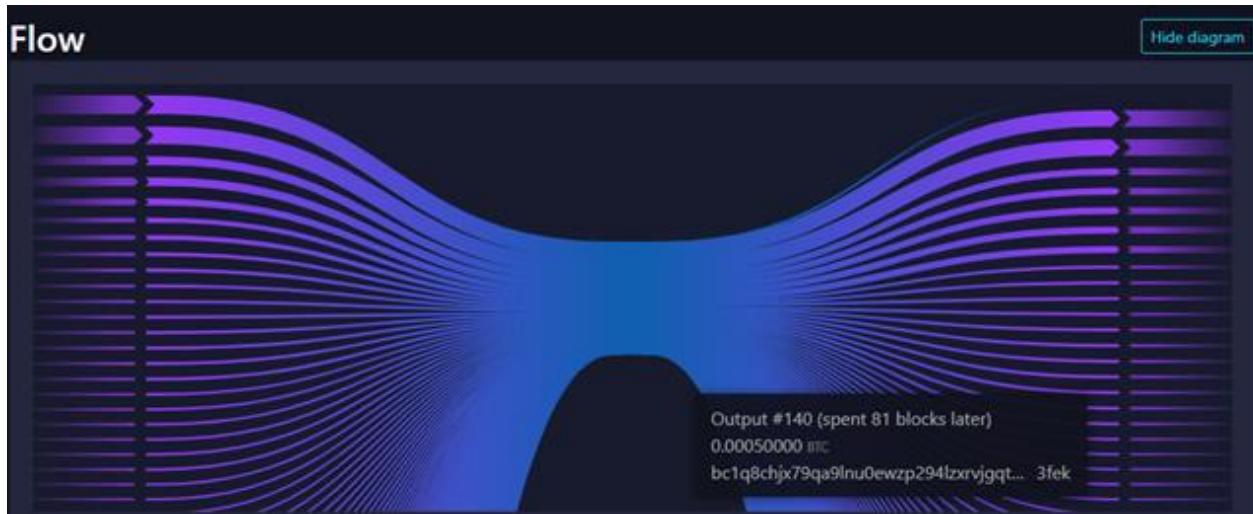 Flow
Hide diagram
Output #140 (spent 81 blocks later)
0.00050000 BTC
bc1q8chjx79qa9lnu0ewzp294lzxrvjgqt... 3fek